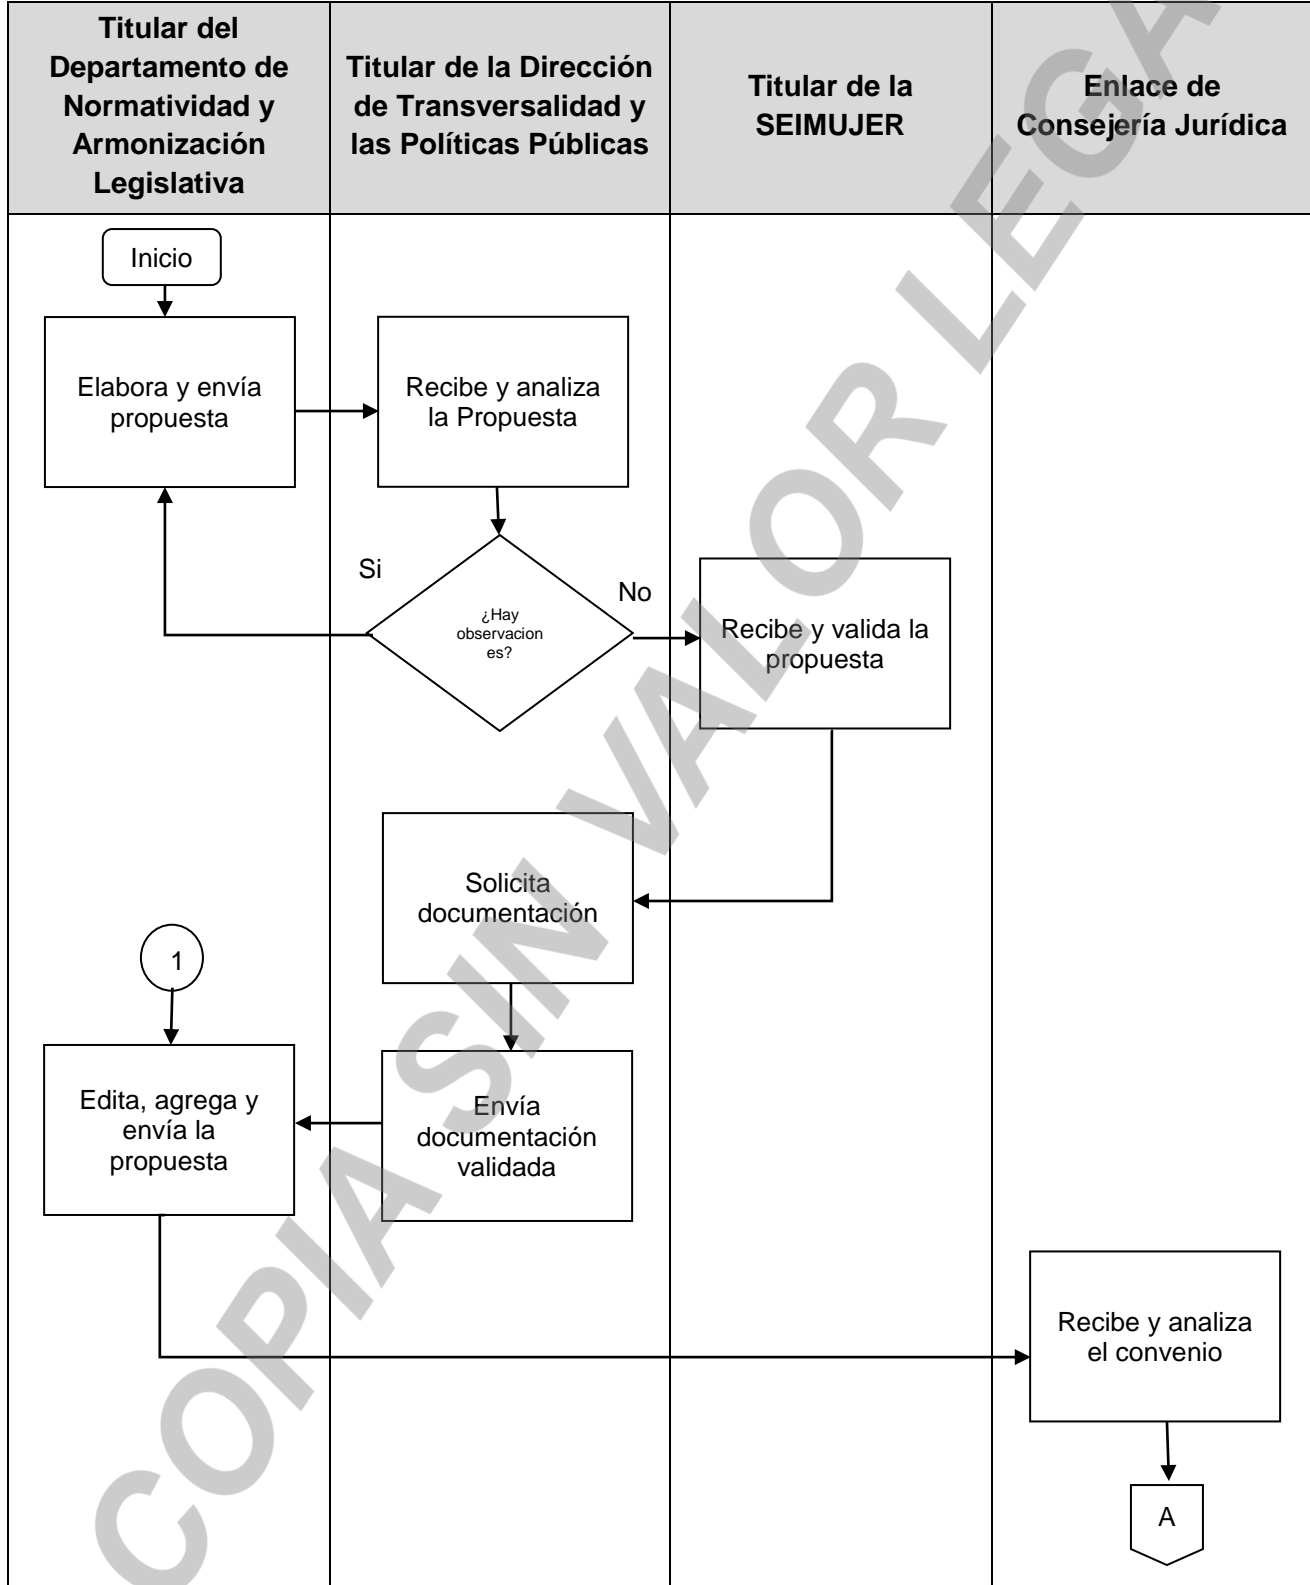 Titular del
Departamento de
Normatividad y
Armonización
Legislativa
Titular de la Dirección
de Transversalidad y
las Políticas Públicas
Titular de la
SEIMUJER
Enlace de
Consejería Jurídica
Inicio
Elabora y envía
propuesta
Recibe y analiza
la Propuesta
Si
¿Hay
observacion
es?
No
Recibe y valida la
propuesta
Solicita
documentación
1
Edita, agrega y
envía la
propuesta
Envía
documentación
validada
Recibe y analiza
el convenio
A
COPIA SIN VALOR LEGA